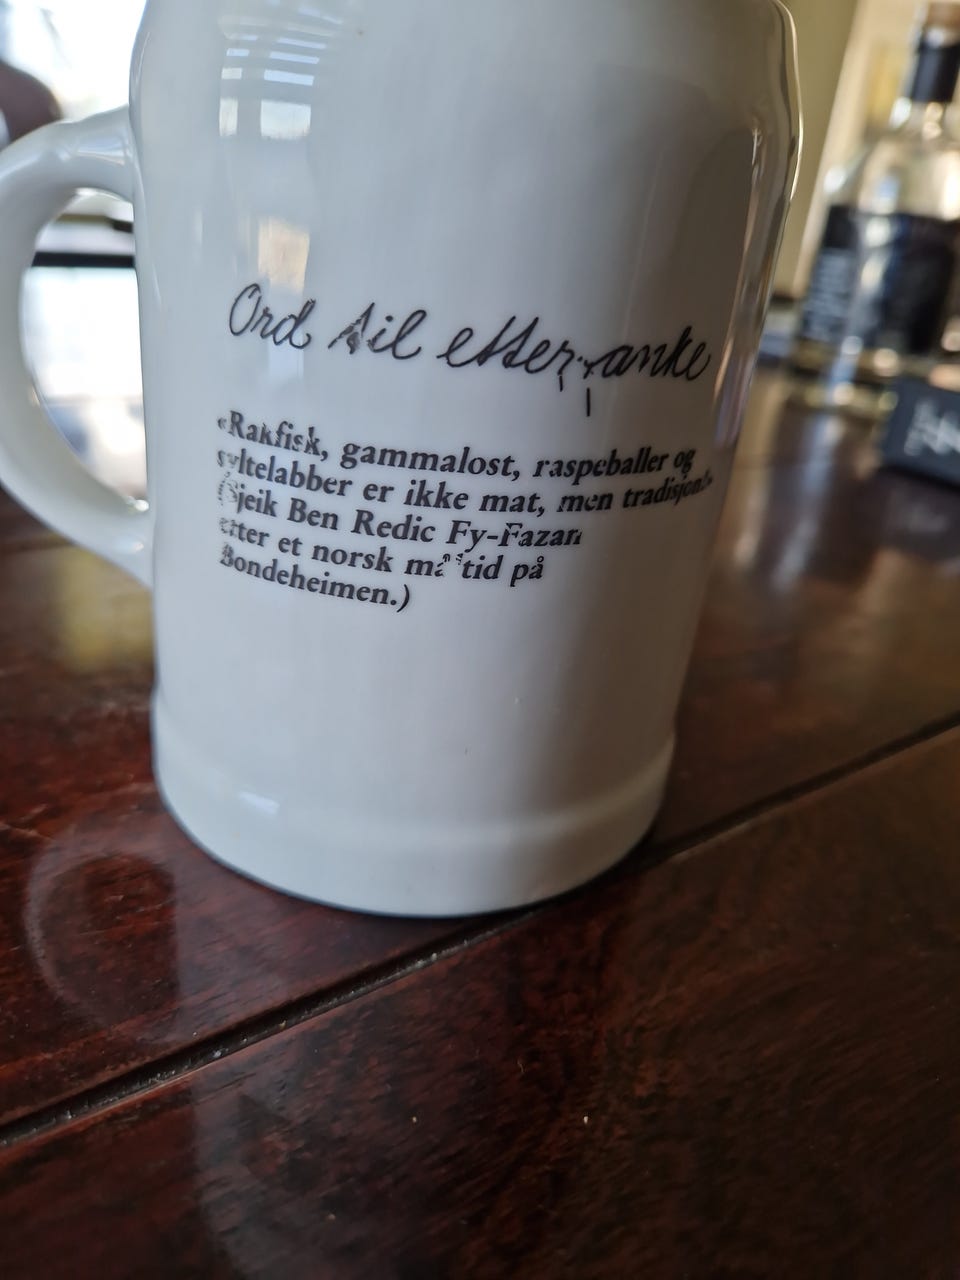 Ord til ettertanke
«Rakfisk, gammalost, raspeballer og
syltelabber er ikke mat, men tradisjon!»
(Sjeik Ben Redic Fy-Fazan
etter et norsk måltid på
Bondeheimen.)